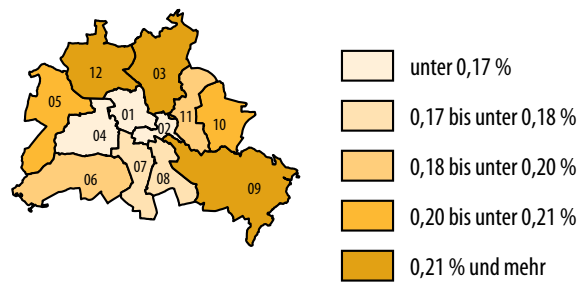 12
03
05
01
11
10
02
04
07
06
08
09
unter 0,17 %
0,17 bis unter 0,18 %
0,18 bis unter 0,20 %
0,20 bis unter 0,21 %
0,21 % und mehr